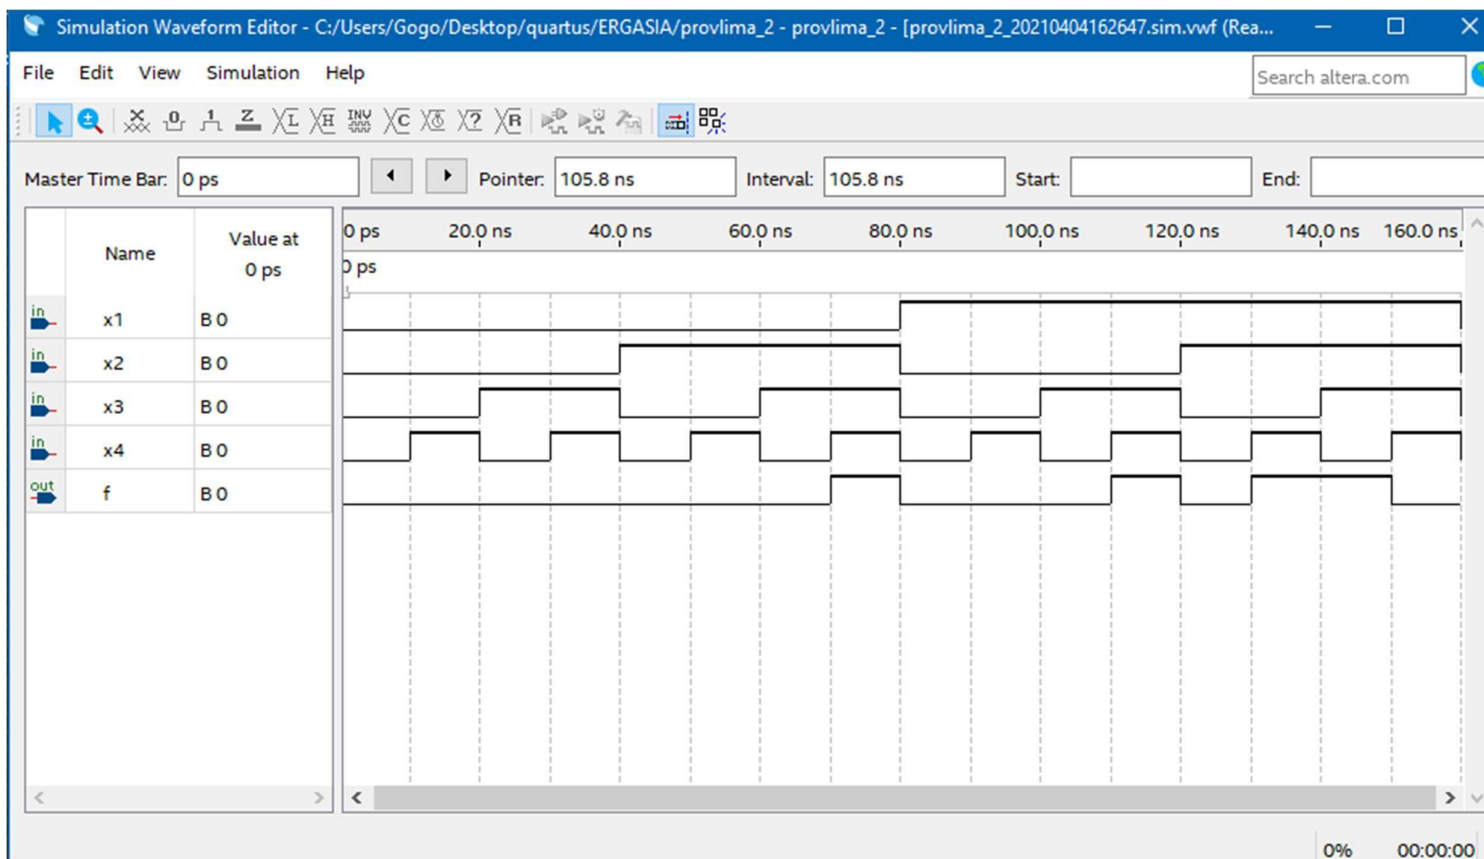 Simulation Waveform Editor - C:/Users/Gogo/Desktop/quartus/ERGASIA/provlima_2 - provlima_2 - [provlima_2_20210404162647.sim.vwf (Rea...
File Edit View Simulation Help
Search altera.com
0 1 Z L H INV C ? R
Master Time Bar: 0 ps Pointer: 105.8 ns Interval: 105.8 ns Start: End:
Name Value at 0 ps
0 ps 20.0 ns 40.0 ns 60.0 ns 80.0 ns 100.0 ns 120.0 ns 140.0 ns 160.0 ns
0 ps
in x1 B 0
in x2 B 0
in x3 B 0
in x4 B 0
out f B 0
0% 00:00:00